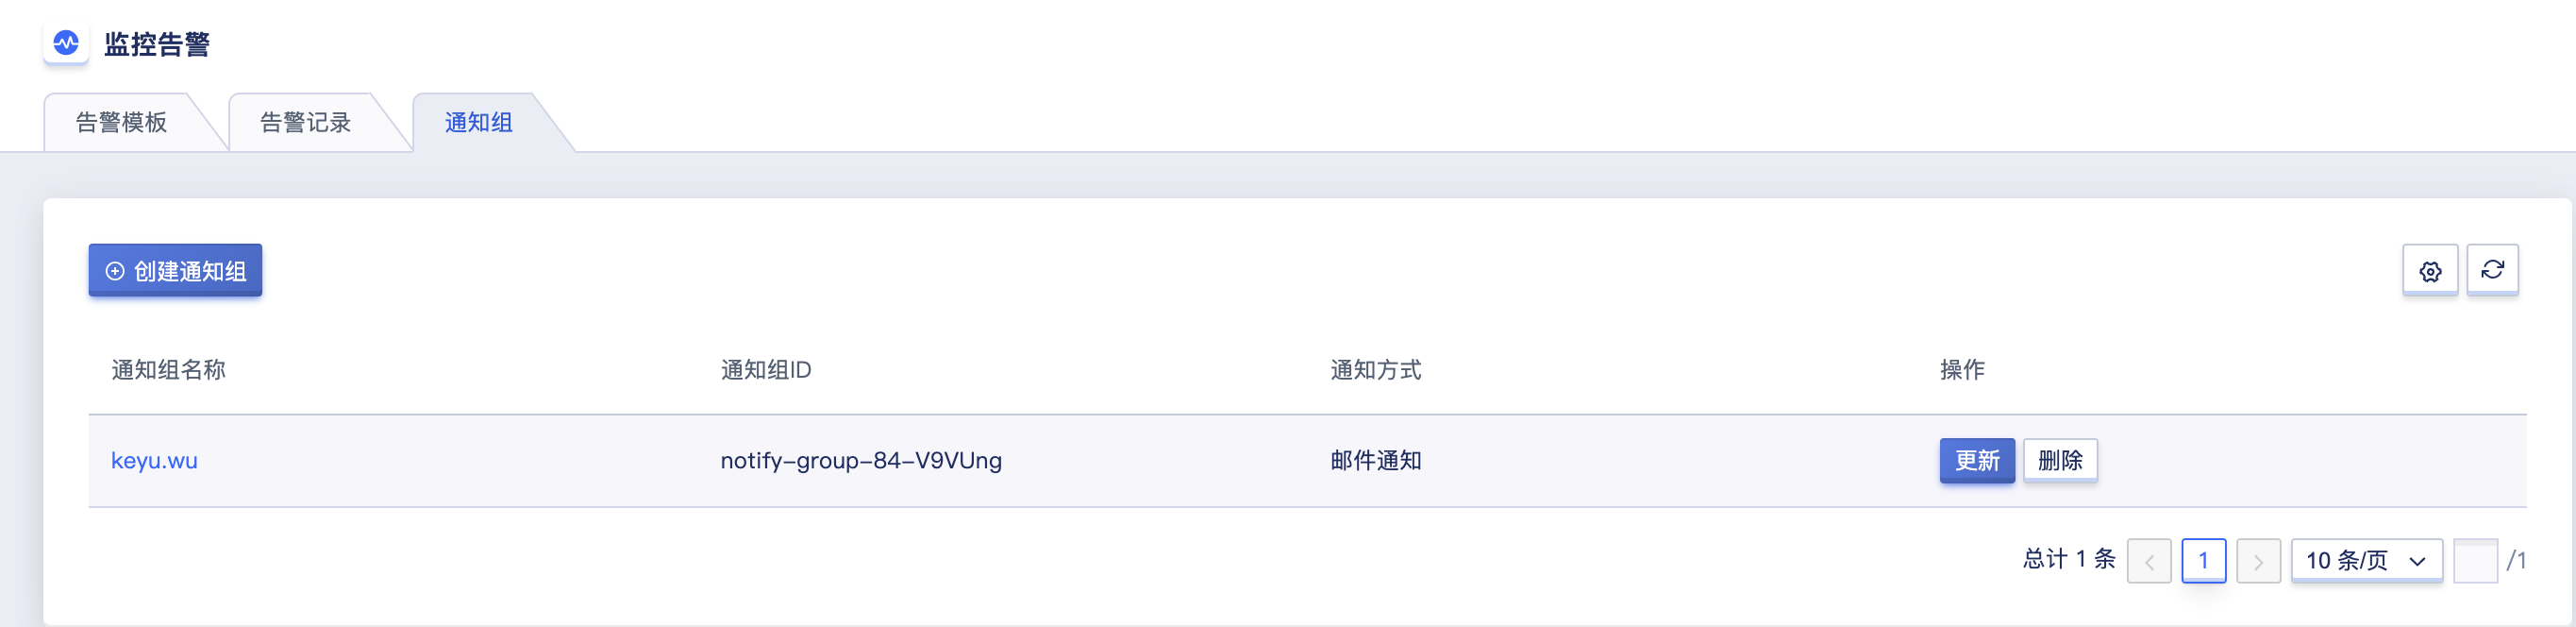 监控告警
告警模板 告警记录 通知组
创建通知组
通知组名称 通知组ID 通知方式 操作
keyu.wu notify-group-84-V9VUng 邮件通知 更新 删除
总计 1 条 1 10 条/页 /1